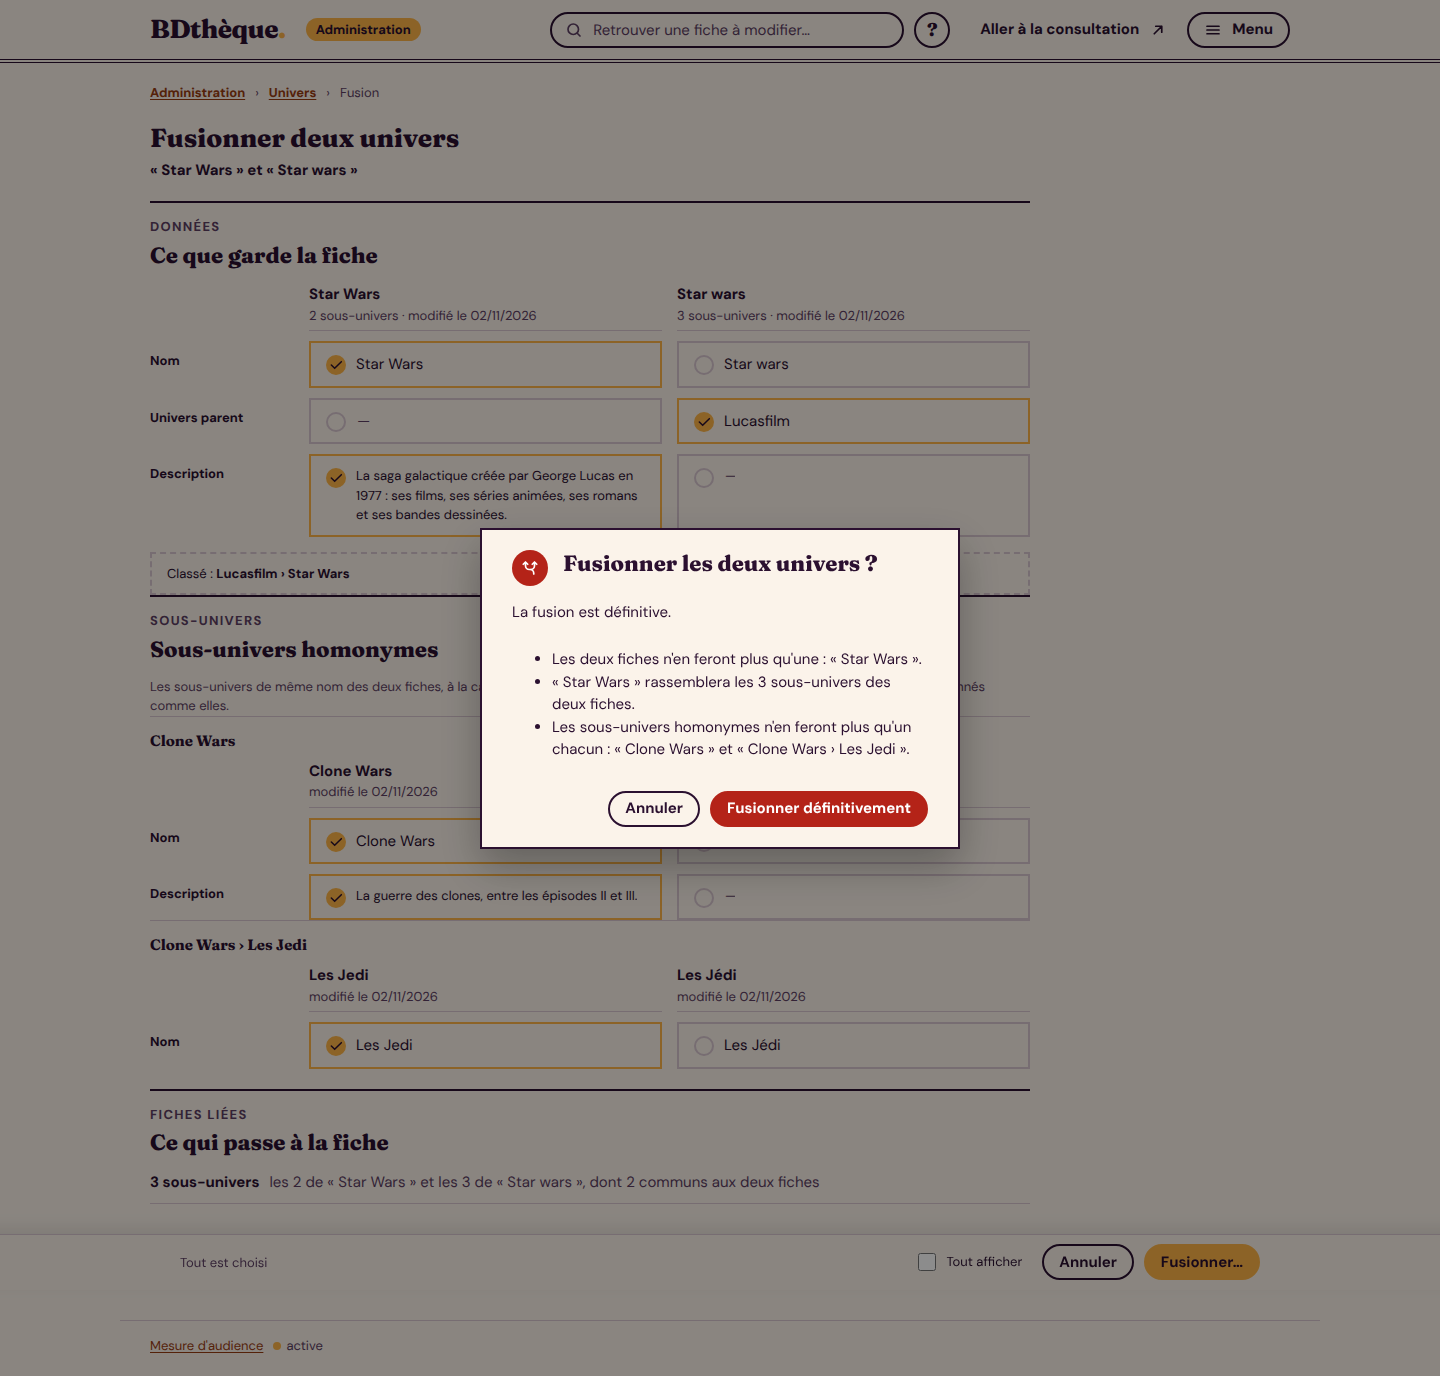 BDthèque.
Administration
Retrouver une fiche à modifier...
?
Aller à la consultation
Menu
Administration › Univers › Fusion
Fusionner deux univers
« Star Wars » et « Star wars »
DONNÉES
Ce que garde la fiche
Star Wars
2 sous-univers · modifié le 02/11/2026
Star wars
3 sous-univers · modifié le 02/11/2026
Nom
Star Wars
Star wars
Univers parent
—
Lucasfilm
Description
La saga galactique créée par George Lucas en
1977 : ses films, ses séries animées, ses romans
et ses bandes dessinées.
—
Classé : Lucasfilm › Star Wars
SOUS-UNIVERS
Sous-univers homonymes
Les sous-univers de même nom des deux fiches, à la
comme elles.
Clone Wars
Clone Wars
modifié le 02/11/2026
Nom
Clone Wars
Description
La guerre des clones, entre les épisodes II et III.
—
Clone Wars › Les Jedi
Les Jedi
modifié le 02/11/2026
Les Jédi
modifié le 02/11/2026
Nom
Les Jedi
Les Jédi
FICHES LIÉES
Ce qui passe à la fiche
3 sous-univers les 2 de « Star Wars » et les 3 de « Star wars », dont 2 communs aux deux fiches
Fusionner les deux univers ?
La fusion est définitive.
• Les deux fiches n'en feront plus qu'une : « Star Wars ».
• « Star Wars » rassemblera les 3 sous-univers des
deux fiches.
• Les sous-univers homonymes n'en feront plus qu'un
chacun : « Clone Wars » et « Clone Wars › Les Jedi ».
Annuler
Fusionner définitivement
Tout est choisi
Tout afficher
Annuler
Fusionner...
Mesure d'audience
active